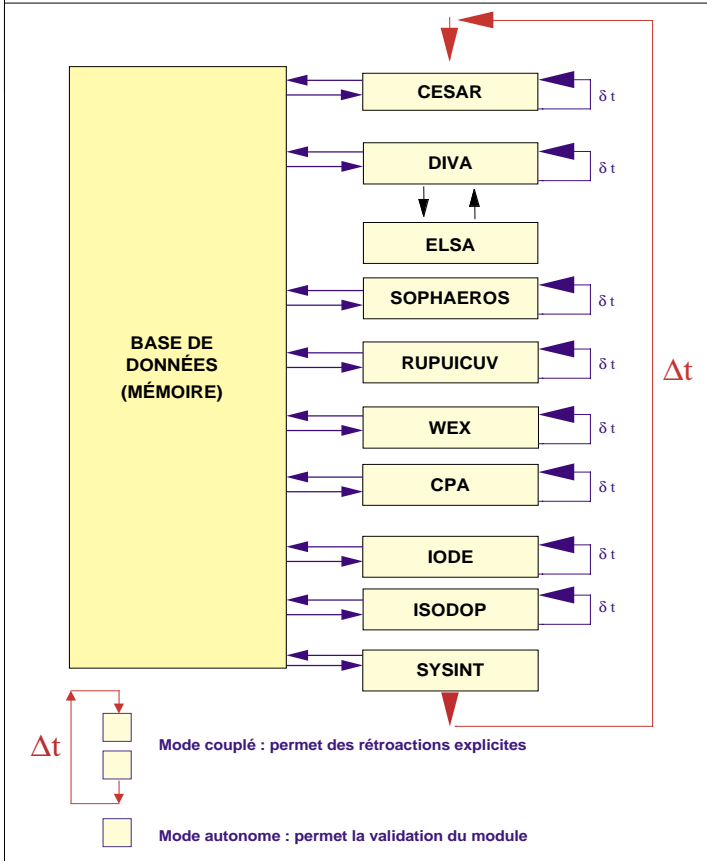 CESAR
δ t
DIVA
δ t
ELSA
SOPHAEROS
δ t
BASE DE
DONNÉES
(MÉMOIRE)
RUPUICUV
δ t
Δt
WEX
δ t
CPA
δ t
IODE
δ t
ISODOP
δ t
SYSINT
Δt
Mode couplé : permet des rétroactions explicites
Mode autonome : permet la validation du module